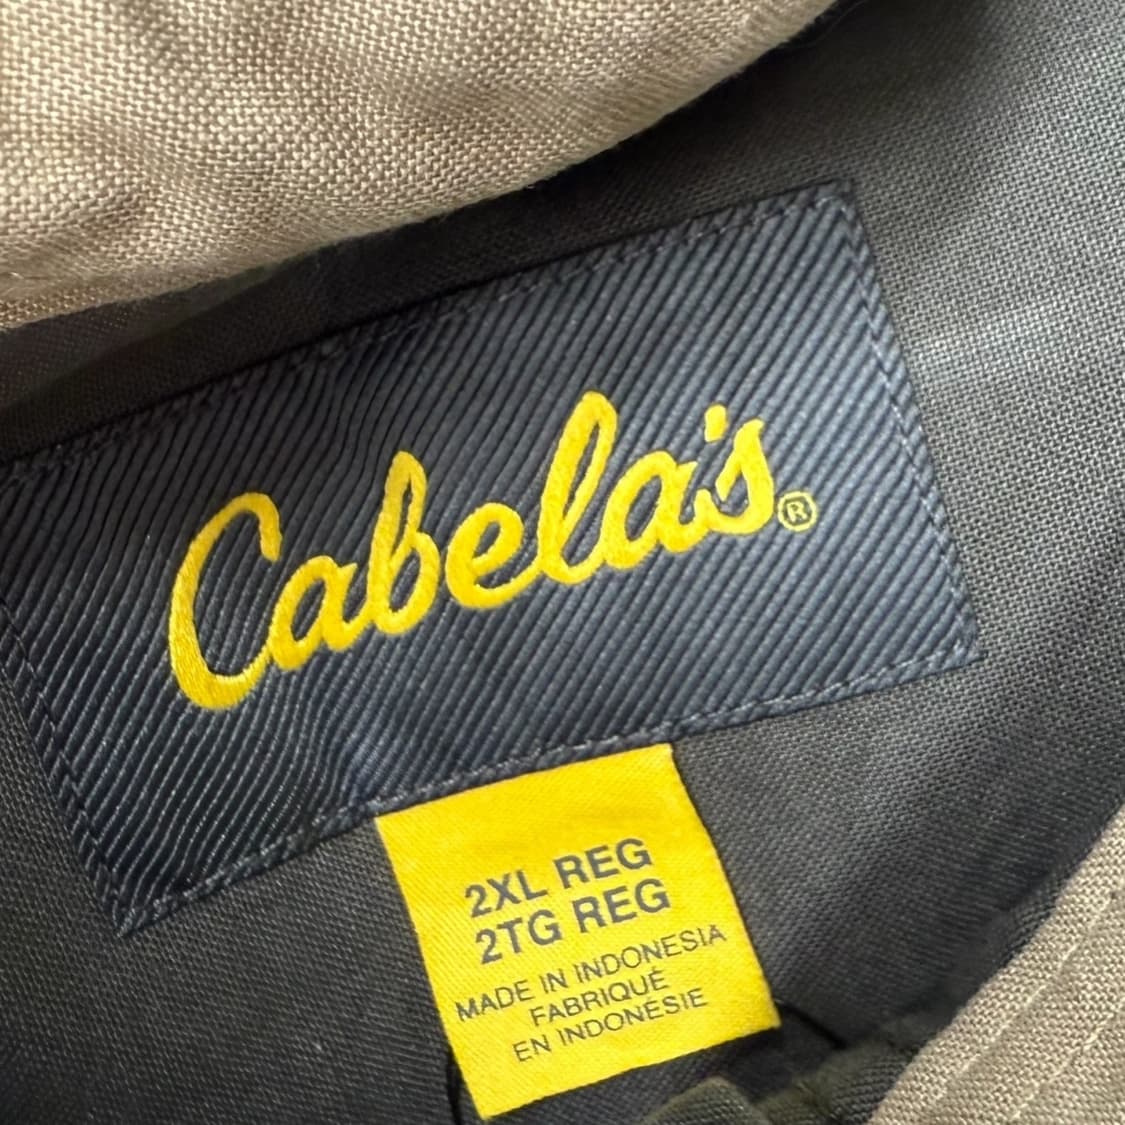 Cabela's®
2XL REG
2TG REG
MADE IN INDONESIA
FABRIQUÉ
EN INDONÉSIE